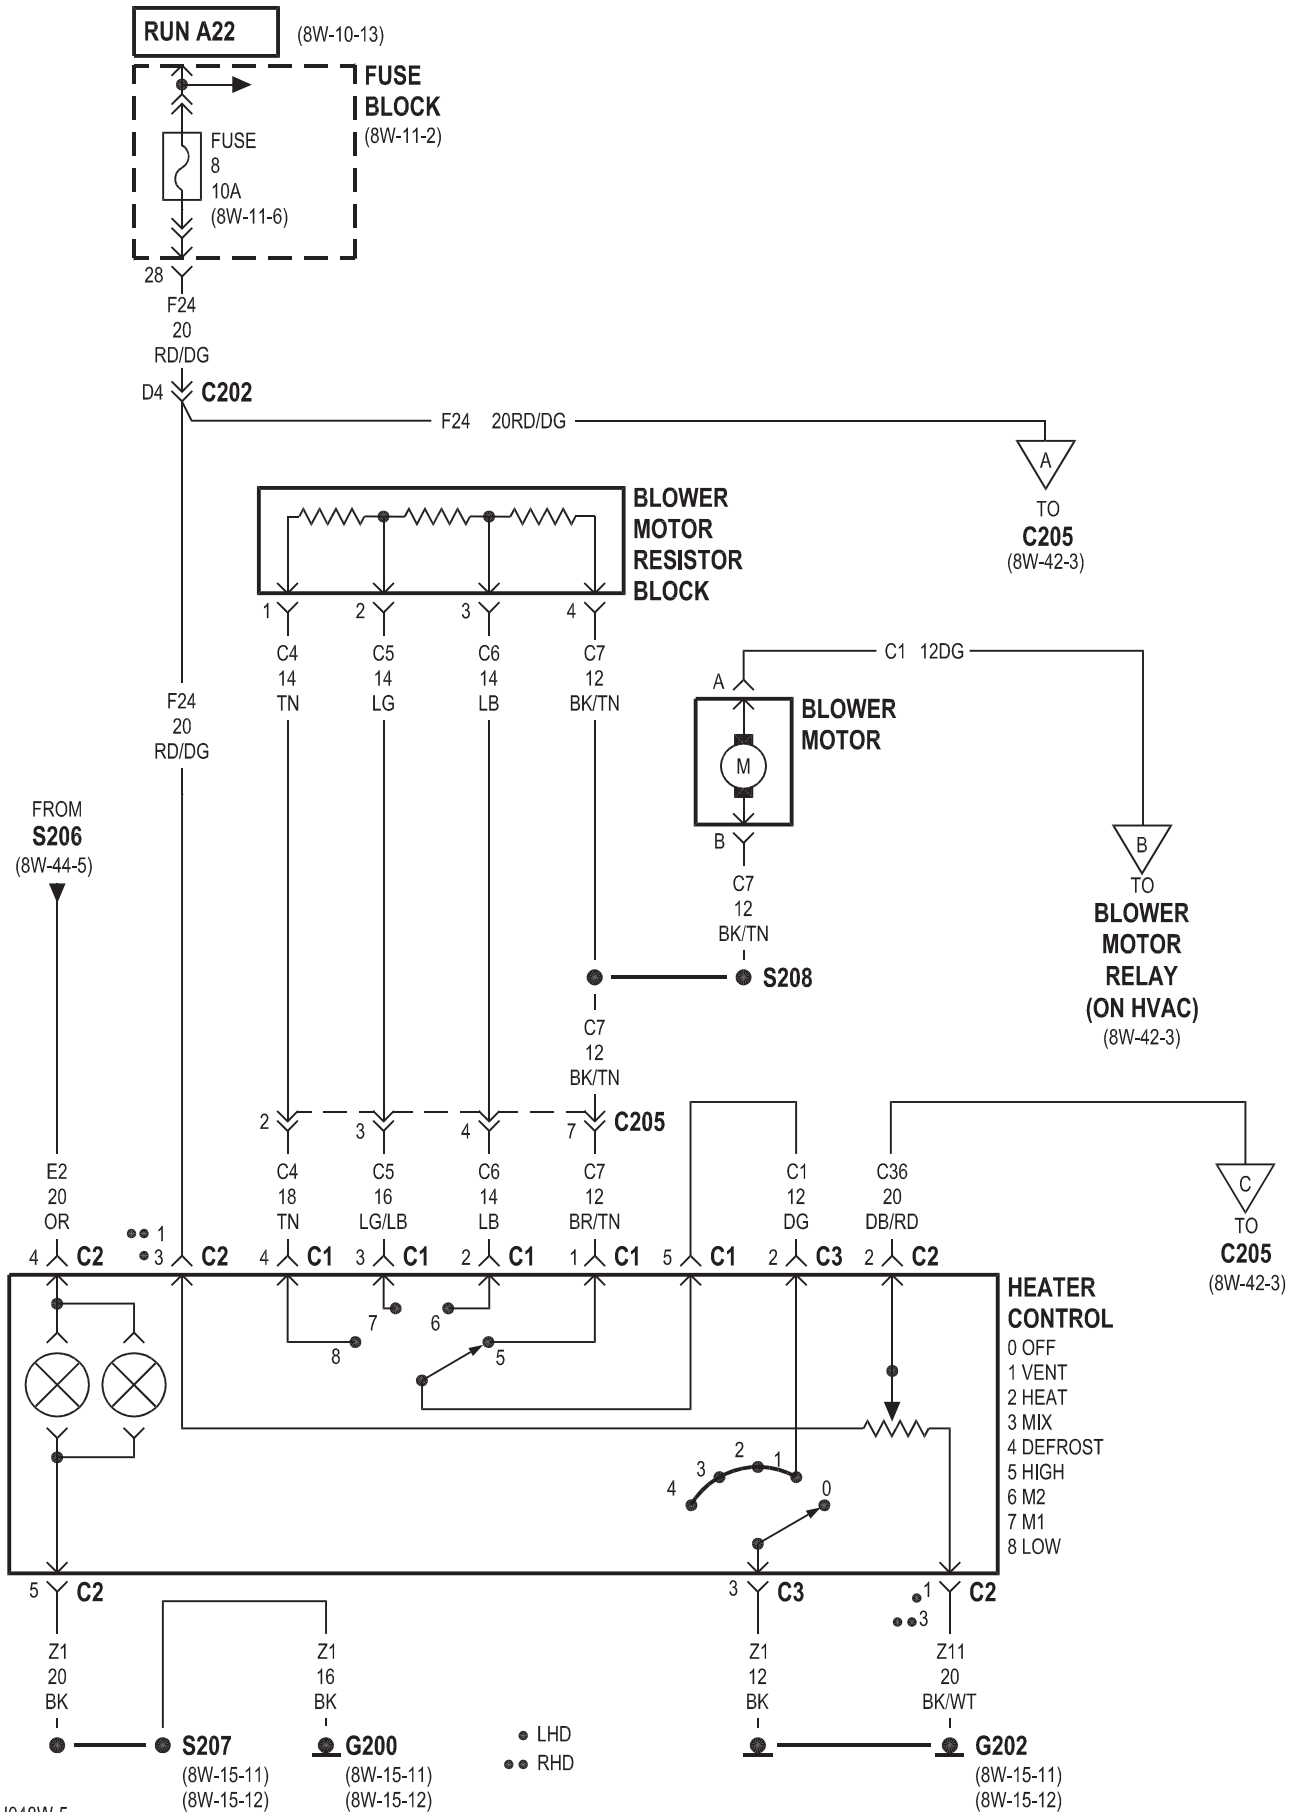 RUN A22
(8W-10-13)
FUSE
BLOCK
(8W-11-2)
FUSE
8
10A
(8W-11-6)
28
F24
20
RD/DG
D4
C202
F24 20RD/DG
A
TO
C205
(8W-42-3)
BLOWER
MOTOR
RESISTOR
BLOCK
1 2 3 4
C4 C5 C6 C7
14 14 14 12
TN LG LB BK/TN
C1 12DG
A
BLOWER
MOTOR
M
B
F24
20
RD/DG
FROM
S206
(8W-44-5)
B
TO
BLOWER
MOTOR
RELAY
(ON HVAC)
(8W-42-3)
C7
12
BK/TN
S208
C7
12
BK/TN
2 3 4 7 C205
E2 C4 C5 C6 C7 C1 C36
20 18 16 14 12 12 20
OR TN LG/LB LB BR/TN DG DB/RD
C
TO
C205
(8W-42-3)
1
4 C2 3 C2 4 C1 3 C1 2 C1 1 C1 5 C1 2 C3 2 C2
HEATER
CONTROL
0 OFF
1 VENT
2 HEAT
3 MIX
4 DEFROST
5 HIGH
6 M2
7 M1
8 LOW
7 6
8 5
4 3 2 1 0
5 C2 3 C3 1 C2
3
Z1 Z1 Z1 Z11
20 16 12 20
BK BK BK BK/WT
S207
(8W-15-11)
(8W-15-12)
G200
(8W-15-11)
(8W-15-12)
LHD
RHD
G202
(8W-15-11)
(8W-15-12)